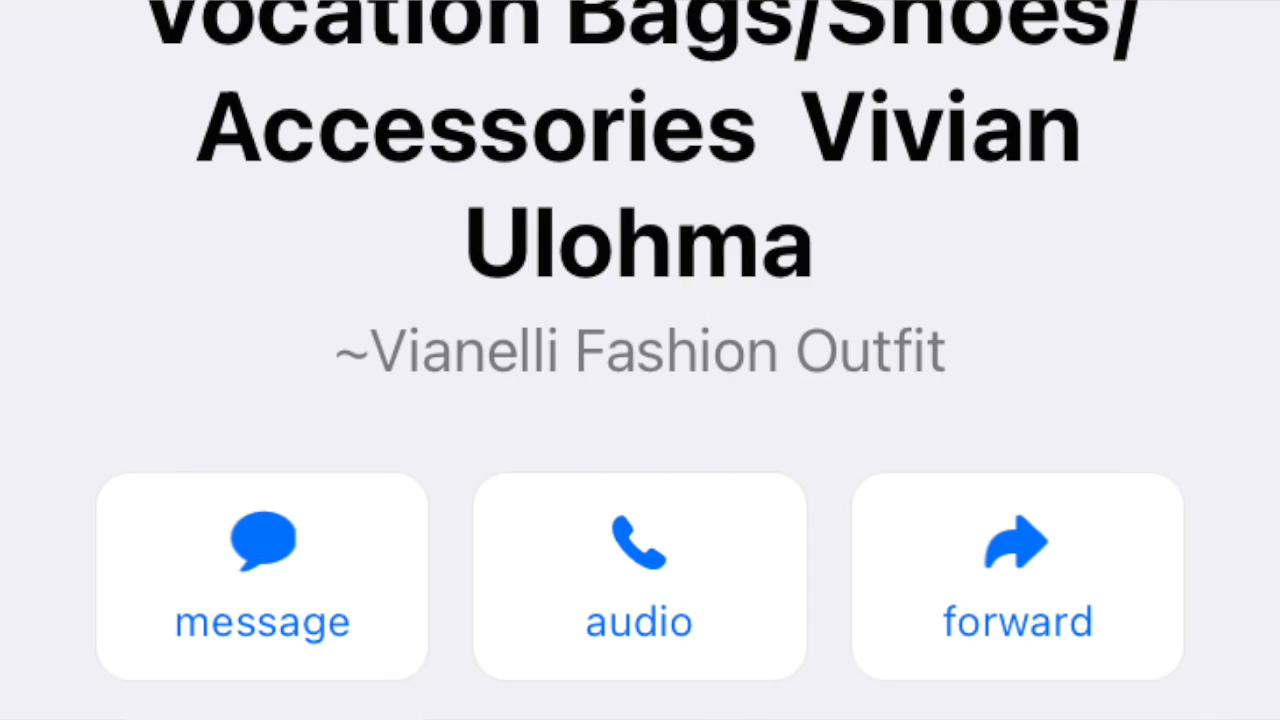 Vocation Bags/Shoes/
Accessories Vivian
Ulohma
~Vianelli Fashion Outfit
message
audio
forward